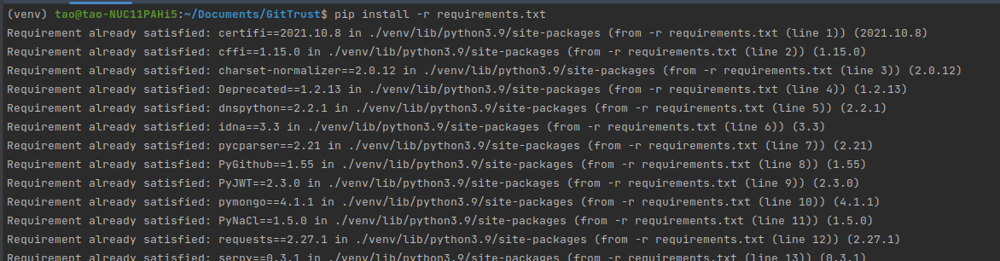 (venv) tao@tao-NUC11PAHi5:~/Documents/GitTrust$ pip install -r requirements.txt
Requirement already satisfied: certifi==2021.10.8 in ./venv/lib/python3.9/site-packages (from -r requirements.txt (line 1)) (2021.10.8)
Requirement already satisfied: cffi==1.15.0 in ./venv/lib/python3.9/site-packages (from -r requirements.txt (line 2)) (1.15.0)
Requirement already satisfied: charset-normalizer==2.0.12 in ./venv/lib/python3.9/site-packages (from -r requirements.txt (line 3)) (2.0.12)
Requirement already satisfied: Deprecated==1.2.13 in ./venv/lib/python3.9/site-packages (from -r requirements.txt (line 4)) (1.2.13)
Requirement already satisfied: dnspython==2.2.1 in ./venv/lib/python3.9/site-packages (from -r requirements.txt (line 5)) (2.2.1)
Requirement already satisfied: idna==3.3 in ./venv/lib/python3.9/site-packages (from -r requirements.txt (line 6)) (3.3)
Requirement already satisfied: pycparser==2.21 in ./venv/lib/python3.9/site-packages (from -r requirements.txt (line 7)) (2.21)
Requirement already satisfied: PyGithub==1.55 in ./venv/lib/python3.9/site-packages (from -r requirements.txt (line 8)) (1.55)
Requirement already satisfied: PyJWT==2.3.0 in ./venv/lib/python3.9/site-packages (from -r requirements.txt (line 9)) (2.3.0)
Requirement already satisfied: pymongo==4.1.1 in ./venv/lib/python3.9/site-packages (from -r requirements.txt (line 10)) (4.1.1)
Requirement already satisfied: PyNaCl==1.5.0 in ./venv/lib/python3.9/site-packages (from -r requirements.txt (line 11)) (1.5.0)
Requirement already satisfied: requests==2.27.1 in ./venv/lib/python3.9/site-packages (from -r requirements.txt (line 12)) (2.27.1)
Requirement already satisfied: serpy==0.3.1 in ./venv/lib/python3.9/site-packages (from -r requirements.txt (line 13)) (0.3.1)